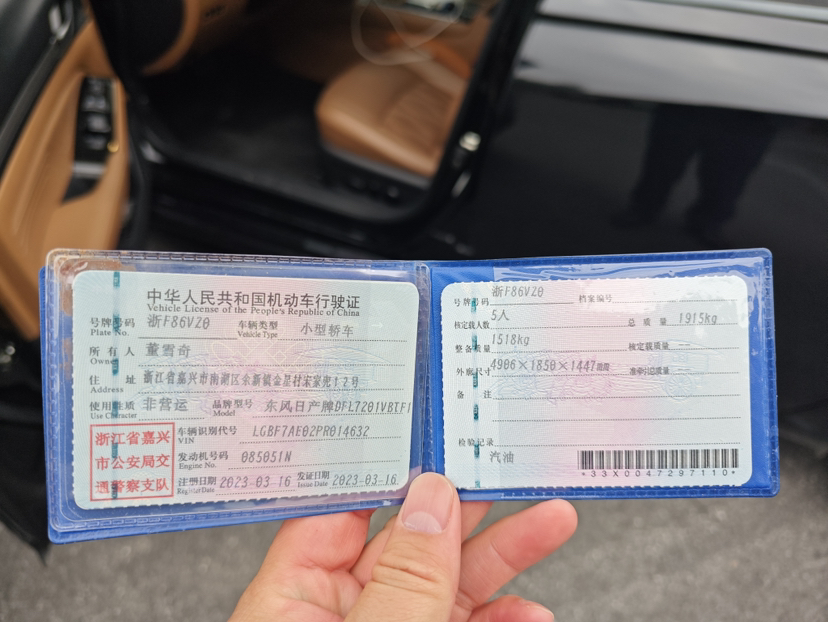 中华人民共和国机动车行驶证
Vehicle License of the People's Republic of China
号牌号码 浙F86VZ0 车辆类型 小型轿车
Plate No. Vehicle Type
所有人 董雪奇
Owner
住址 浙江省嘉兴市南湖区余新镇金星村宋家兜12号
Address
使用性质 非营运 品牌型号 东风日产牌DFL7201VBTF1
Use Character Model
浙江省嘉兴
市公安局交
通警察支队
车辆识别代号 LGBF7AE02PR014632
VIN
发动机号码 085051N
Engine No.
注册日期 2023-03-16 发证日期 2023-03-16
Register Date Issue Date
号牌号码 浙F86VZ0 档案编号
核定载人数 5人 总质量 1915kg
整备质量 1518kg 核定载质量 --
外廓尺寸 4906×1850×1447mm 准牵引总质量 --
备注
检验记录
汽油
*33X0047297110*